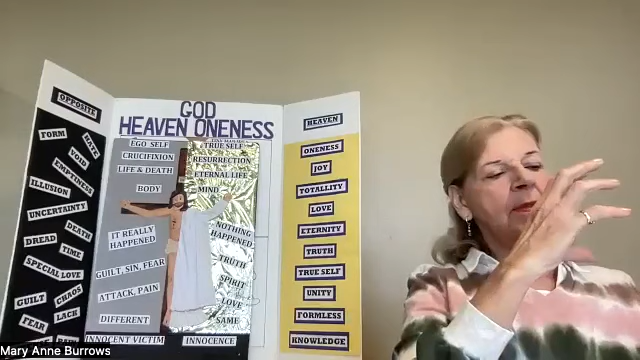 OPPOSITE
FORM
HATE
VOID
EMPTINESS
ILLUSION
UNCERTAINTY
DEATH
DREAD
TIME
SPECIAL LOVE
GUILT
CHAOS
LACK
FEAR
GOD
HEAVEN ONENESS
EGO SELF
CRUCIFIXION
LIFE & DEATH
BODY
IT REALLY
HAPPENED
GUILT, SIN, FEAR
ATTACK, PAIN
DIFFERENT
INNOCENT VICTIM
TRUE SELF
RESURRECTION
ETERNAL LIFE
MIND
NOTHING
HAPPENED
TRUTH
SPIRIT
LOVE
SAME
INNOCENCE
HEAVEN
ONENESS
JOY
TOTALLITY
LOVE
ETERNITY
TRUTH
TRUE SELF
UNITY
FORMLESS
KNOWLEDGE
Mary Anne Burrows